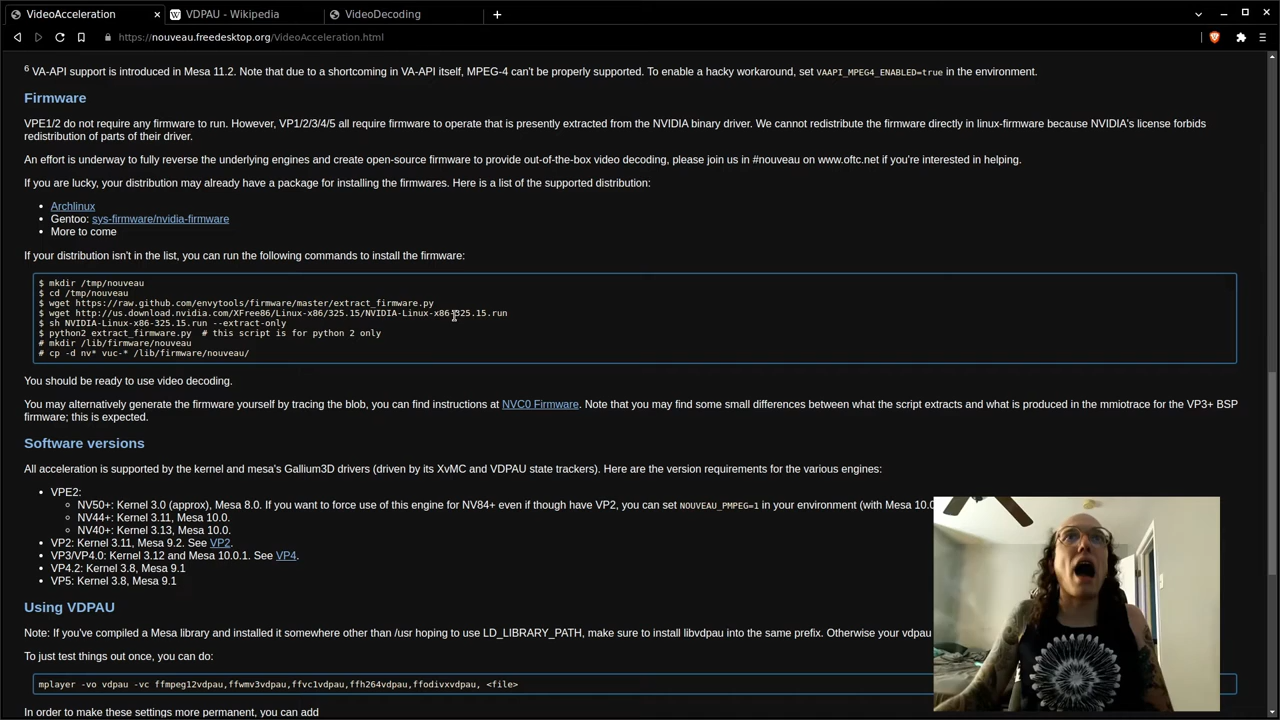 VideoAcceleration
VDPAU - Wikipedia
VideoDecoding
https://nouveau.freedesktop.org/VideoAcceleration.html
6 VA-API support is introduced in Mesa 11.2. Note that due to a shortcoming in VA-API itself, MPEG-4 can't be properly supported. To enable a hacky workaround, set VAAPI_MPEG4_ENABLED=true in the environment.
Firmware
VPE1/2 do not require any firmware to run. However, VP1/2/3/4/5 all require firmware to operate that is presently extracted from the NVIDIA binary driver. We cannot redistribute the firmware directly in linux-firmware because NVIDIA's license forbids
redistribution of parts of their driver.
An effort is underway to fully reverse the underlying engines and create open-source firmware to provide out-of-the-box video decoding, please join us in #nouveau on www.oftc.net if you're interested in helping.
If you are lucky, your distribution may already have a package for installing the firmwares. Here is a list of the supported distribution:
• Archlinux
• Gentoo: sys-firmware/nvidia-firmware
• More to come
If your distribution isn't in the list, you can run the following commands to install the firmware:
$ mkdir /tmp/nouveau
$ cd /tmp/nouveau
$ wget https://raw.github.com/envytools/firmware/master/extract_firmware.py
$ wget http://us.download.nvidia.com/XFree86/Linux-x86/325.15/NVIDIA-Linux-x86-325.15.run
$ sh NVIDIA-Linux-x86-325.15.run --extract-only
$ python2 extract_firmware.py # this script is for python 2 only
# mkdir /lib/firmware/nouveau
# cp -d nv* vuc-* /lib/firmware/nouveau/
You should be ready to use video decoding.
You may alternatively generate the firmware yourself by tracing the blob, you can find instructions at NVC0 Firmware. Note that you may find some small differences between what the script extracts and what is produced in the mmiotrace for the VP3+ BSP
firmware; this is expected.
Software versions
All acceleration is supported by the kernel and mesa's Gallium3D drivers (driven by its XvMC and VDPAU state trackers). Here are the version requirements for the various engines:
• VPE2:
NV50+: Kernel 3.0 (approx), Mesa 8.0. If you want to force use of this engine for NV84+ even if though have VP2, you can set NOUVEAU_PMPEG=1 in your environment (with Mesa 10.0
NV44+: Kernel 3.11, Mesa 10.0.
NV40+: Kernel 3.13, Mesa 10.0.
• VP2: Kernel 3.11, Mesa 9.2. See VP2.
• VP3/VP4.0: Kernel 3.12 and Mesa 10.0.1. See VP4.
• VP4.2: Kernel 3.8, Mesa 9.1
• VP5: Kernel 3.8, Mesa 9.1
Using VDPAU
Note: If you've compiled a Mesa library and installed it somewhere other than /usr hoping to use LD_LIBRARY_PATH, make sure to install libvdpau into the same prefix. Otherwise your vdpau
To just test things out once, you can do:
mplayer -vo vdpau -vc ffmpeg12vdpau,ffwmv3vdpau,ffvc1vdpau,ffh264vdpau,ffodivxvdpau, <file>
In order to make these settings more permanent, you can add